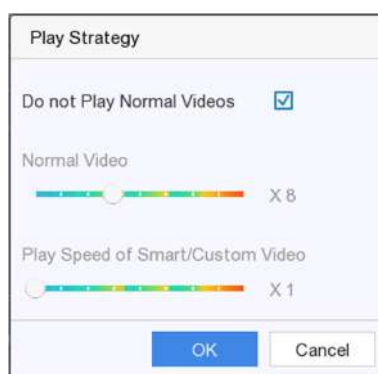 Play Strategy
Do not Play Normal Videos
Normal Video
X 8
Play Speed of Smart/Custom Video
X 1
OK Cancel